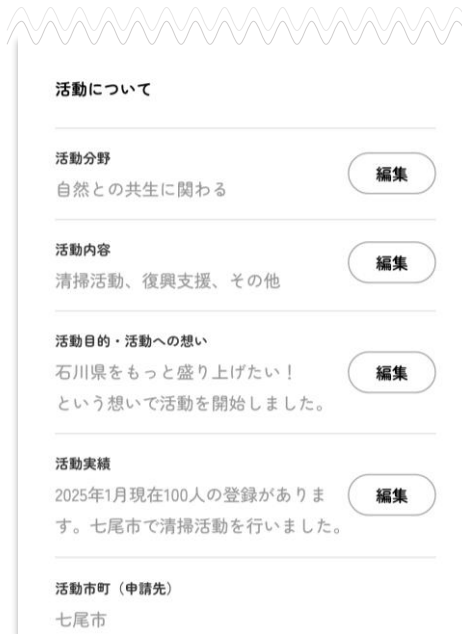 活動について
活動分野
自然との共生に関わる
編集
活動内容
清掃活動、復興支援、その他
編集
活動目的・活動への想い
石川県をもっと盛り上げたい！
という想いで活動を開始しました。
編集
活動実績
2025年1月現在100人の登録がありま
す。七尾市で清掃活動を行いました。
編集
活動市町（申請先）
七尾市